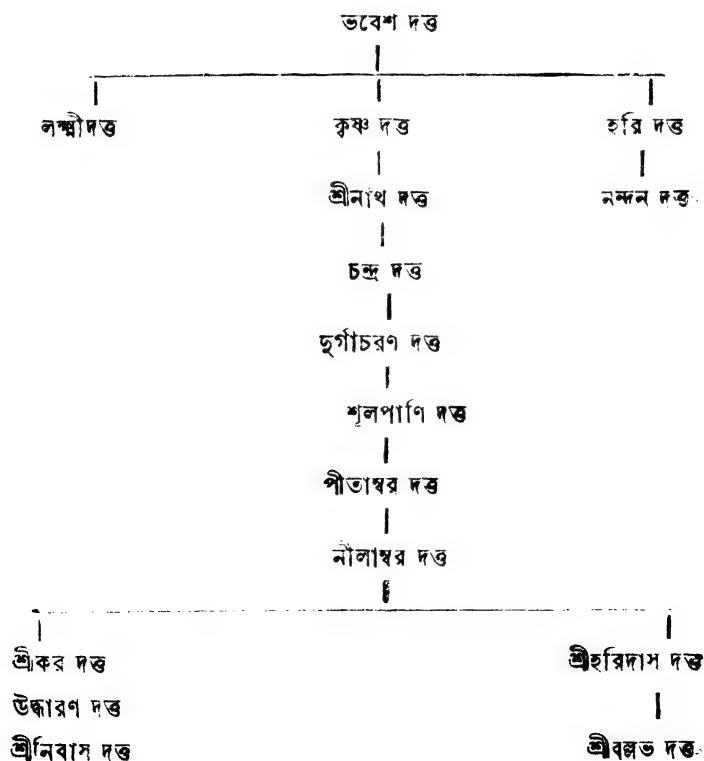 ভবেশ দত্ত
লক্ষ্মীদত্ত কৃষ্ণ দত্ত হরি দত্ত
শ্রীনাথ দত্ত নন্দন দত্ত
চন্দ্র দত্ত
দুর্গাচরণ দত্ত
শূলপাণি দত্ত
পীতাম্বর দত্ত
নীলাম্বর দত্ত
শ্রীকর দত্ত শ্রীহরিদাস দত্ত
উদ্ধারণ দত্ত
শ্রীনিবাস দত্ত শ্রীবল্লভ দত্ত